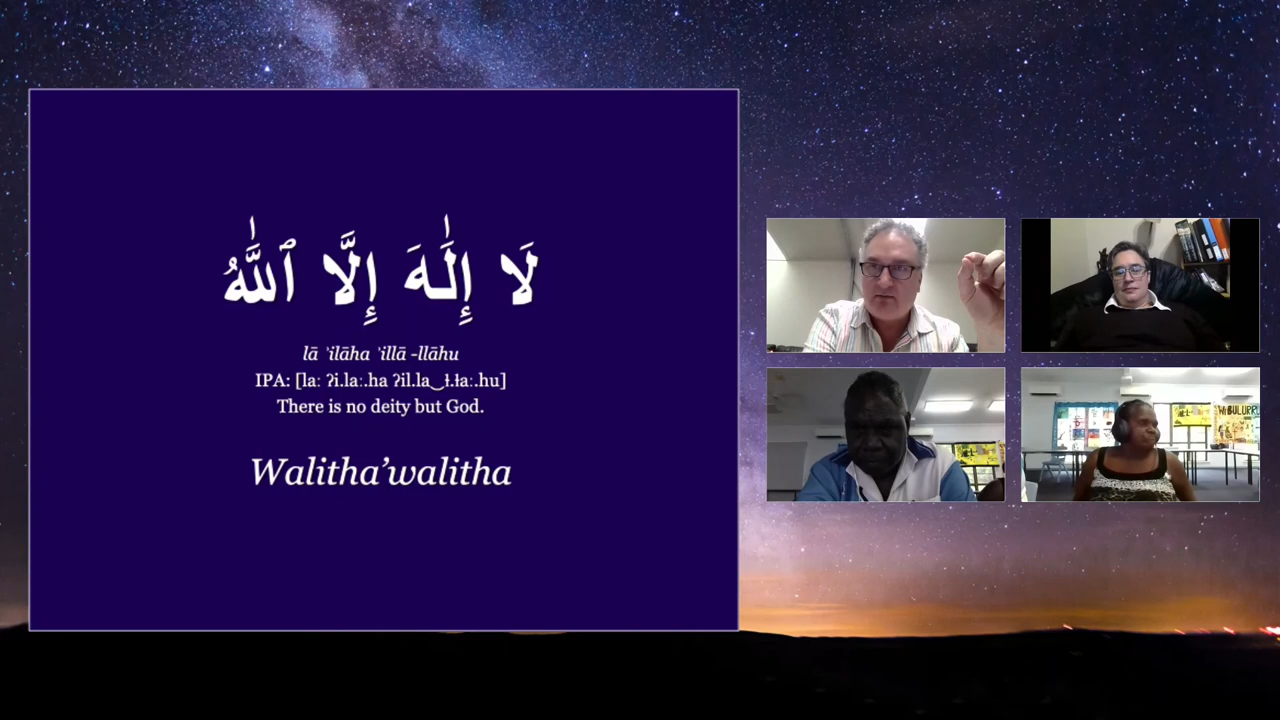 لَا إِلَٰهَ إِلَّا ٱللَّٰهُ
lā ʾilāha ʾillā -llāhu
IPA: [laː ʔi.laː.ha ʔil.la‿ɫ.ɫaː.hu]
There is no deity but God.
Walitha’walitha